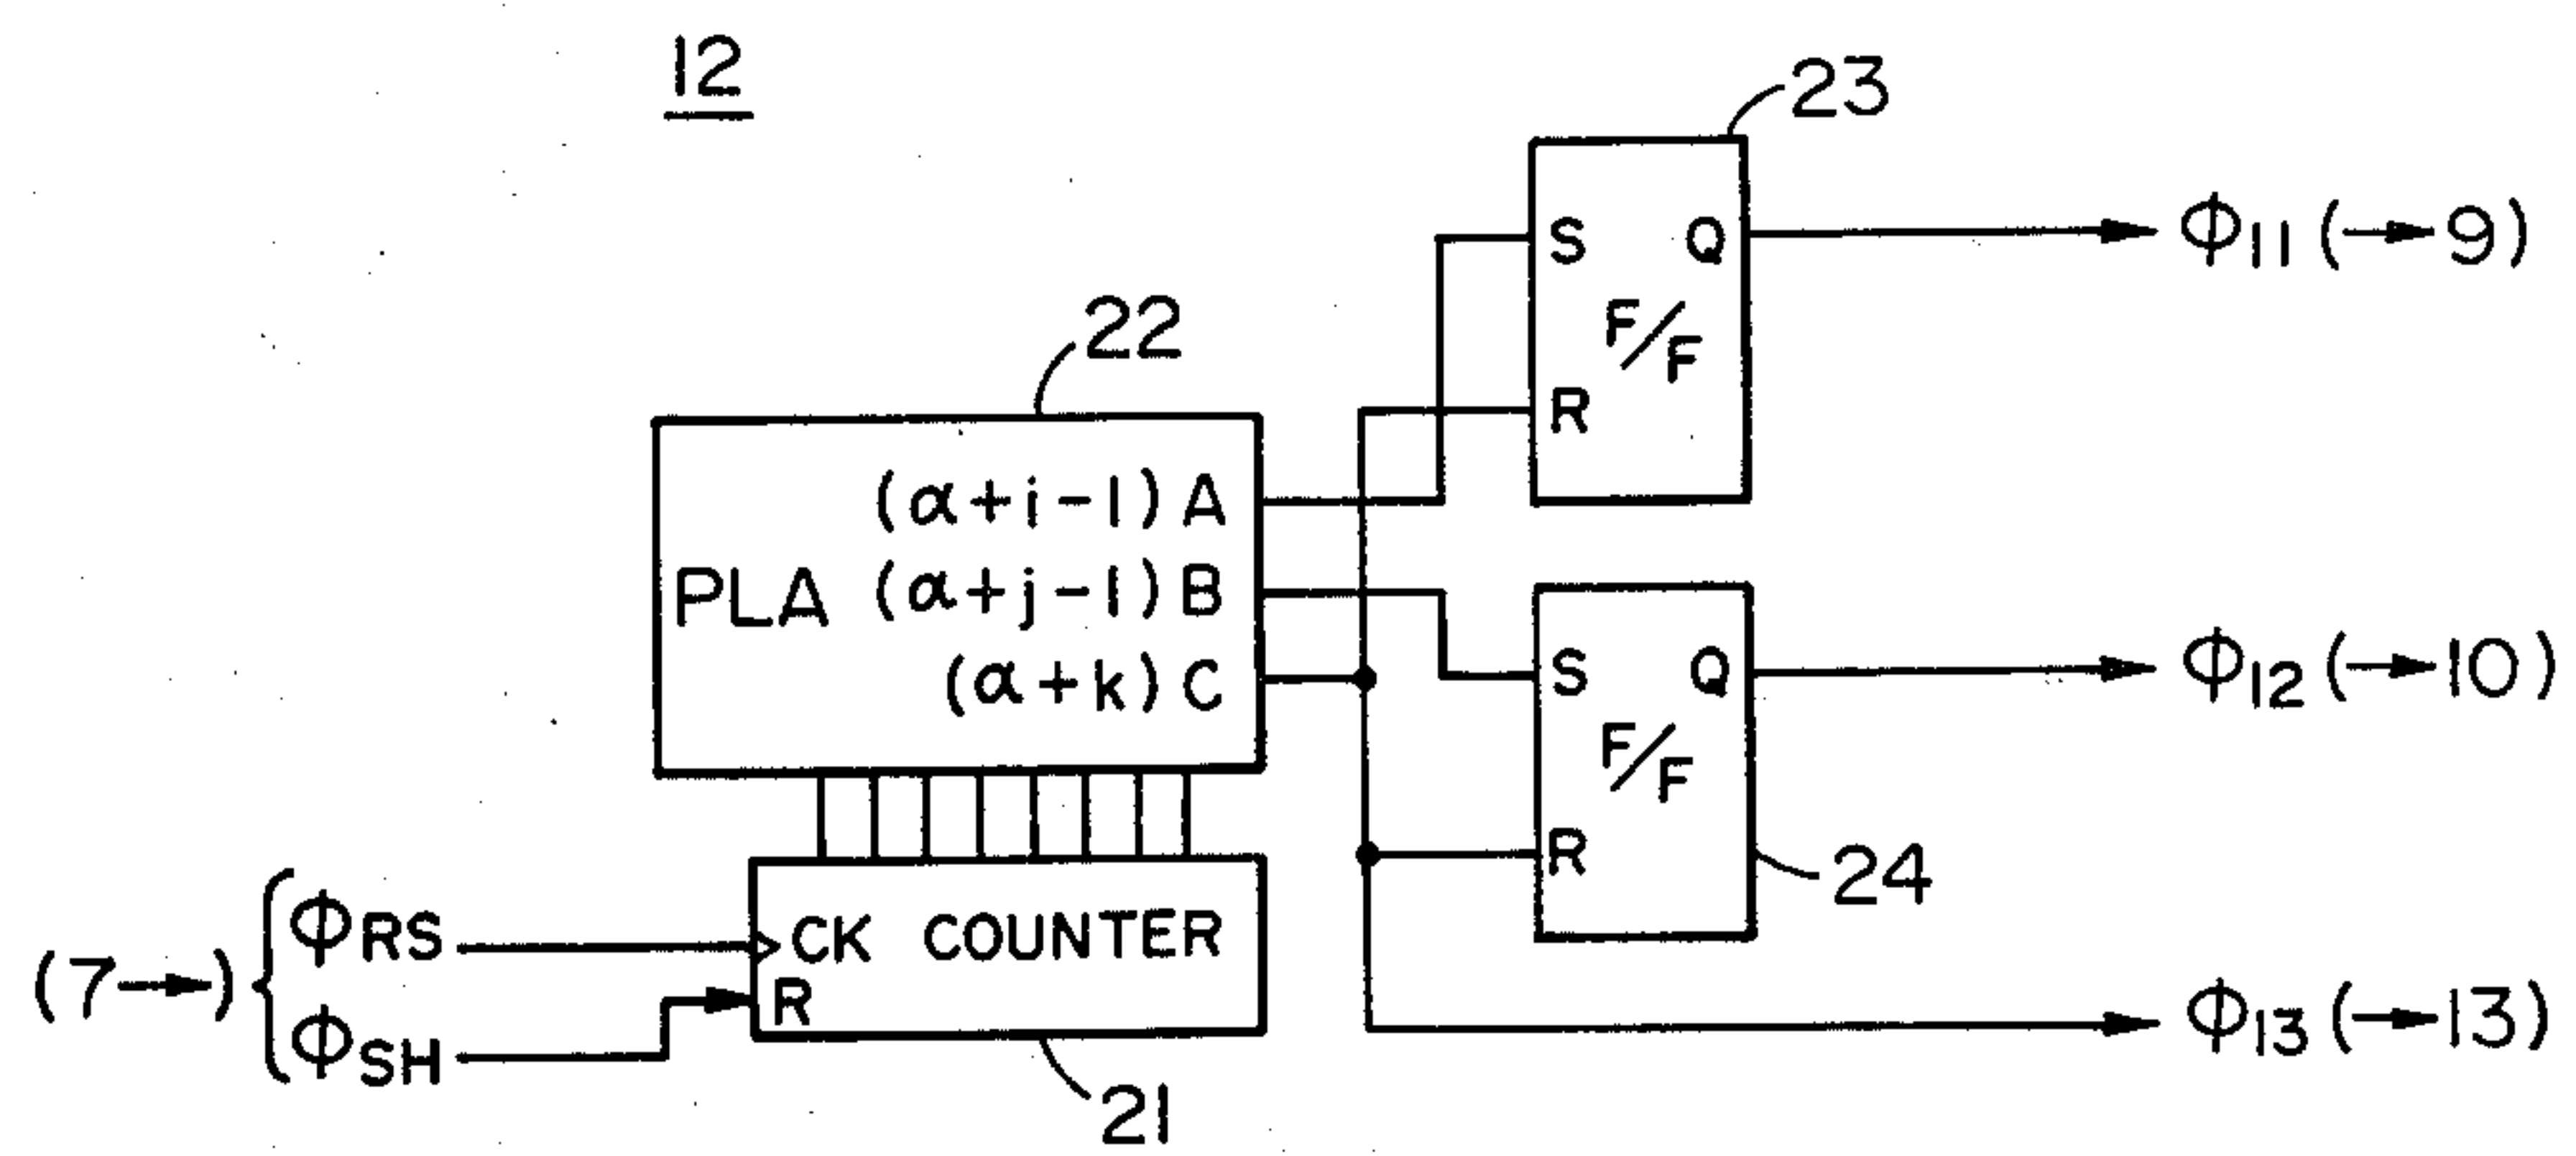 12
23
S Q
F/F
R
Φ11 (→9)
22
PLA
(α+i-1) A
(α+j-1) B
(α+k) C
S Q
F/F
R
24
Φ12 (→10)
(7→)
ΦRS
ΦSH
CK COUNTER
R
21
Φ13 (→13)